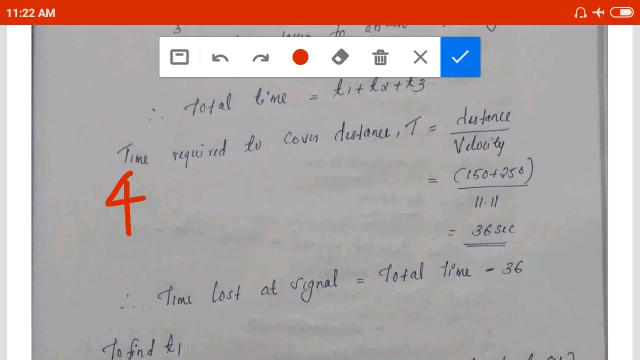 11:22 AM
3
∴ Total time = t1 + t2 + t3
Time required to cover distance, T = distance / Velocity
4
= (150+250) / 11.11
= 36 sec
∴ Time lost at signal = Total time - 36
To find t1